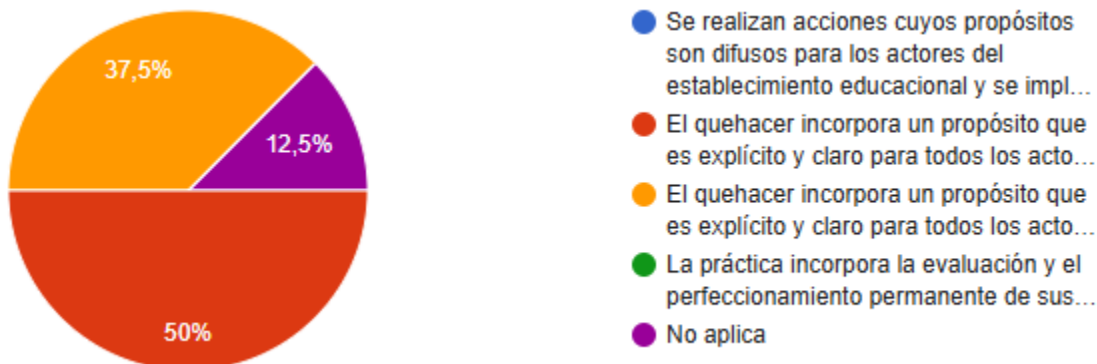 37,5%
12,5%
50%
Se realizan acciones cuyos propósitos
son difusos para los actores del
establecimiento educacional y se impl...
El quehacer incorpora un propósito que
es explícito y claro para todos los acto...
El quehacer incorpora un propósito que
es explícito y claro para todos los acto...
La práctica incorpora la evaluación y el
perfeccionamiento permanente de sus...
No aplica